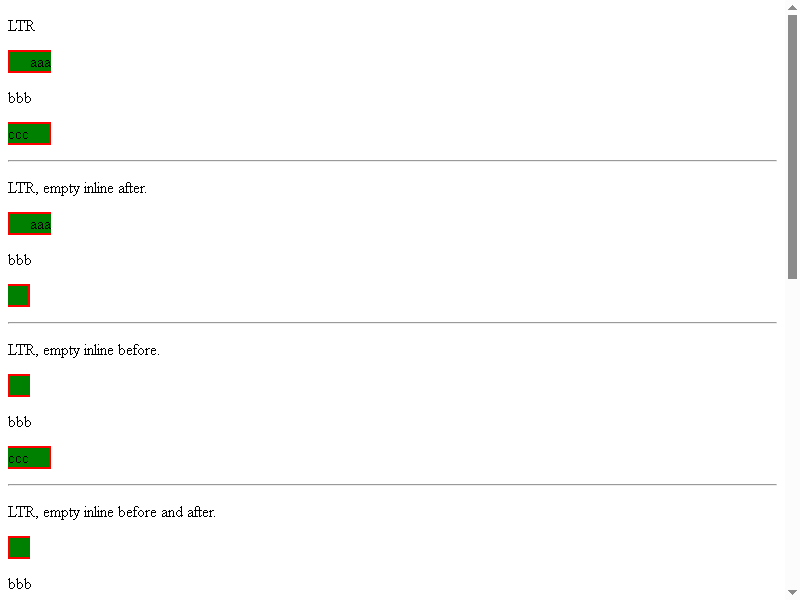 LTR
aaa
bbb
ccc
LTR, empty inline after.
aaa
bbb
LTR, empty inline before.
bbb
ccc
LTR, empty inline before and after.
bbb